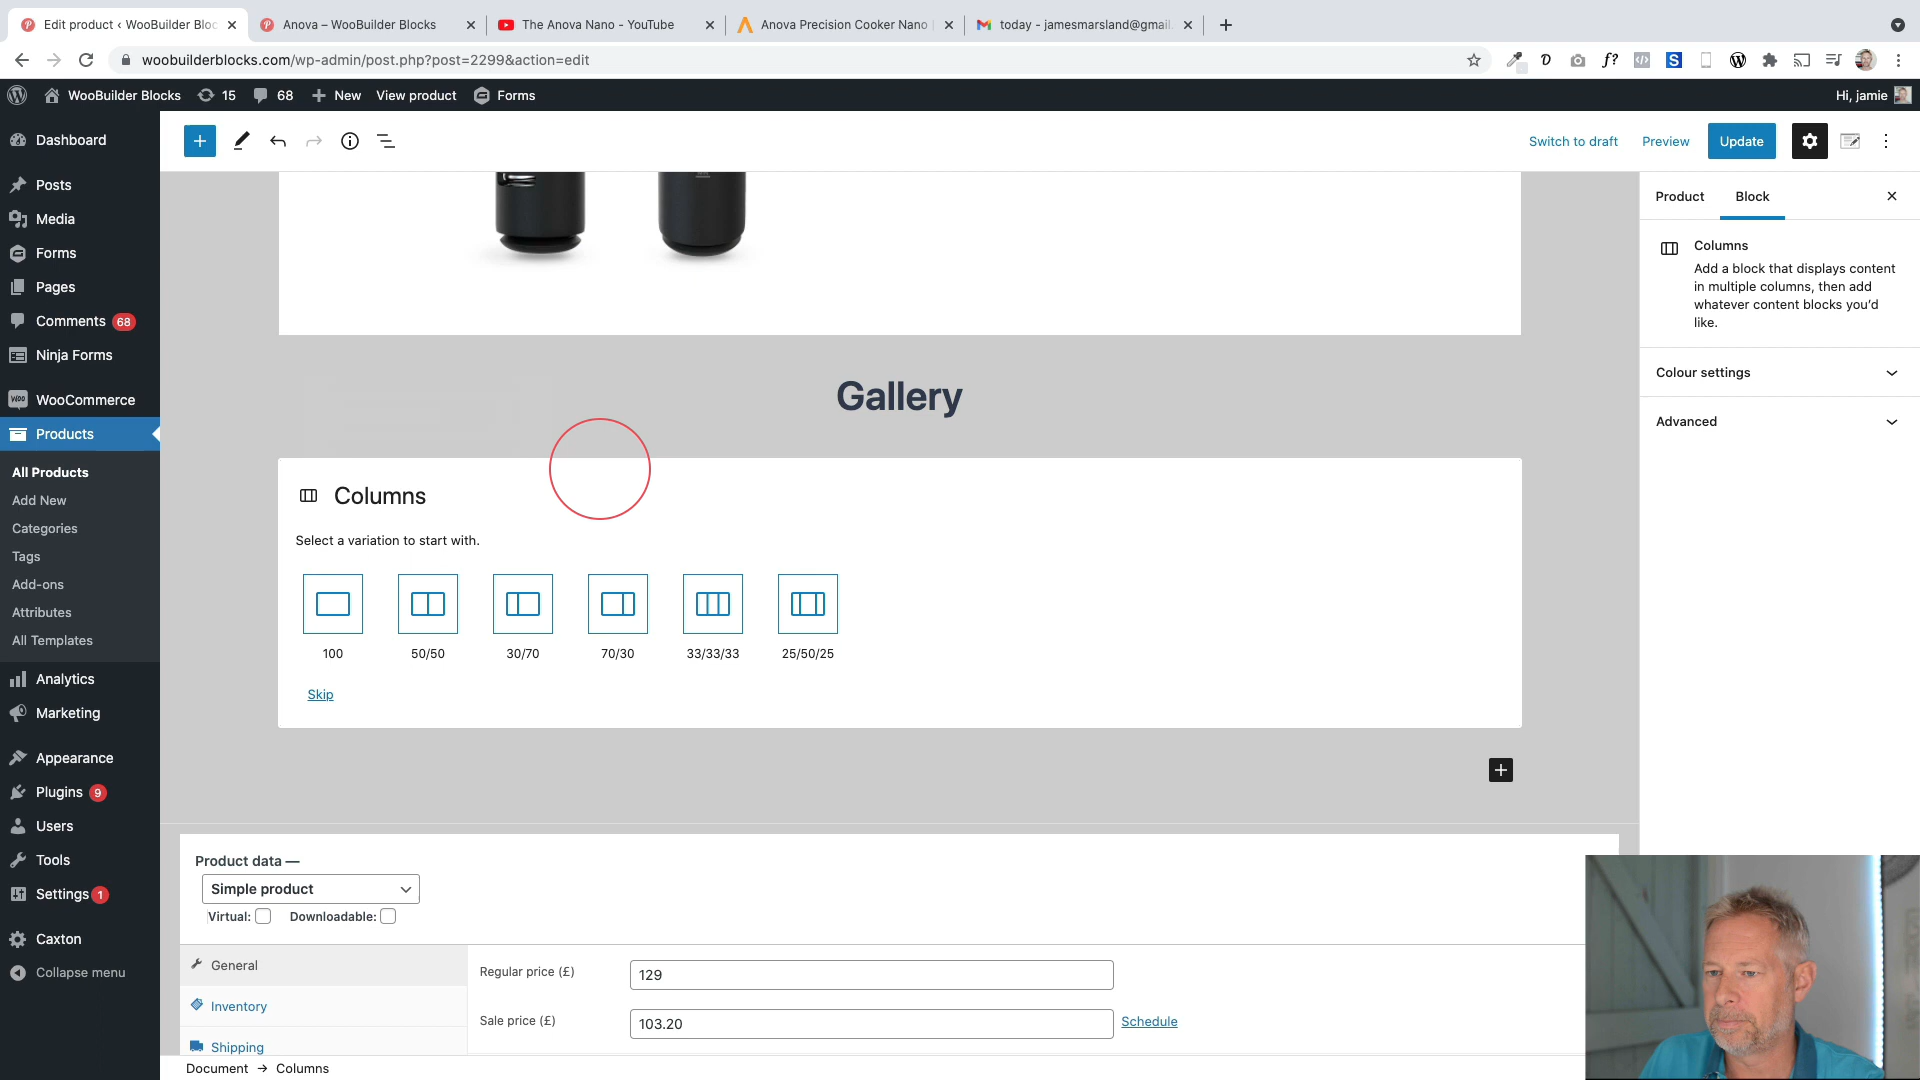 Edit product ‹ WooBuilder Bloc
Anova – WooBuilder Blocks
The Anova Nano - YouTube
Anova Precision Cooker Nano
today - jamesmarsland@gmail.
woobuilderblocks.com/wp-admin/post.php?post=2299&action=edit
WooBuilder Blocks
15
68
New
View product
Forms
Hi, jamie
Dashboard
Posts
Media
Forms
Pages
Comments 68
Ninja Forms
WooCommerce
Products
All Products
Add New
Categories
Tags
Add-ons
Attributes
All Templates
Analytics
Marketing
Appearance
Plugins 9
Users
Tools
Settings 1
Caxton
Collapse menu
Switch to draft
Preview
Update
Gallery
Columns
Select a variation to start with.
100
50/50
30/70
70/30
33/33/33
25/50/25
Skip
Product data —
Simple product
Virtual:
Downloadable:
General
Inventory
Shipping
Regular price (£)
129
Sale price (£)
103.20
Schedule
Document → Columns
Product
Block
Columns
Add a block that displays content
in multiple columns, then add
whatever content blocks you'd
like.
Colour settings
Advanced